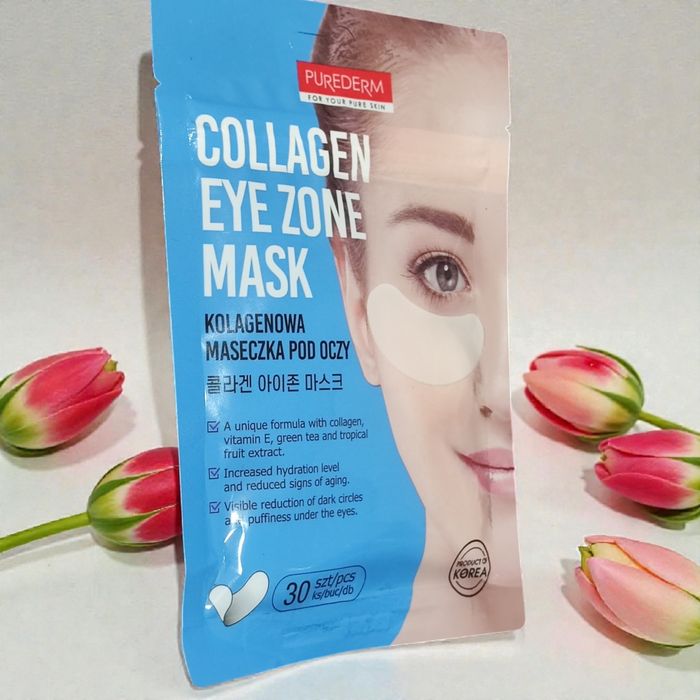 PUREDERM
FOR YOUR PURE SKIN
COLLAGEN
EYE ZONE
MASK
KOLAGENOWA
MASECZKA POD OCZY
콜라겐 아이존 마스크
A unique formula with collagen,
vitamin E, green tea and tropical
fruit extract.
Increased hydration level
and reduced signs of aging.
Visible reduction of dark circles
and puffiness under the eyes.
30 szt/pcs
ks/buc/db
PRODUCT OF
KOREA